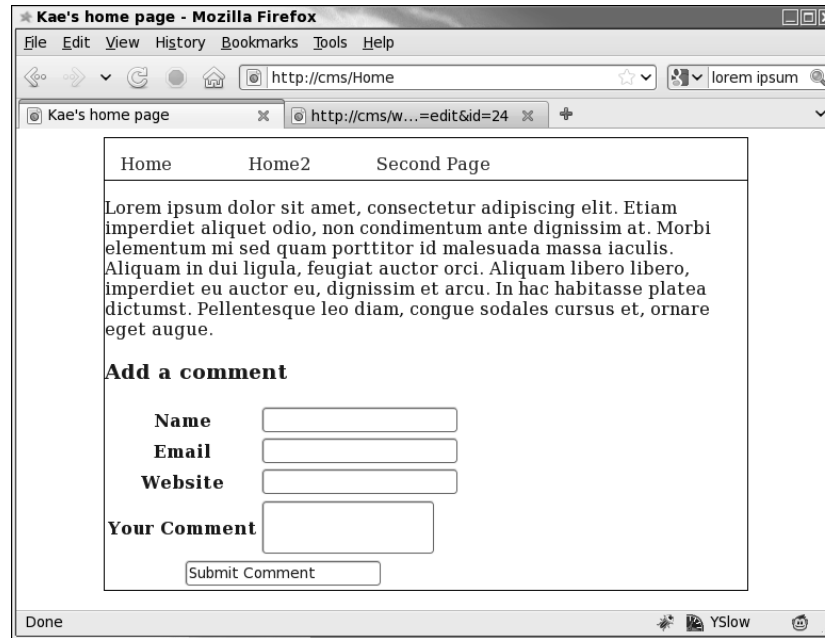 Kae's home page - Mozilla Firefox
File Edit View History Bookmarks Tools Help
http://cms/Home lorem ipsum
Kae's home page http://cms/w...=edit&id=24
Home Home2 Second Page
Lorem ipsum dolor sit amet, consectetur adipiscing elit. Etiam
imperdiet aliquet odio, non condimentum ante dignissim at. Morbi
elementum mi sed quam porttitor id malesuada massa iaculis.
Aliquam in dui ligula, feugiat auctor orci. Aliquam libero libero,
imperdiet eu auctor eu, dignissim et arcu. In hac habitasse platea
dictumst. Pellentesque leo diam, congue sodales cursus et, ornare
eget augue.
Add a comment
Name
Email
Website
Your Comment
Submit Comment
Done YSlow